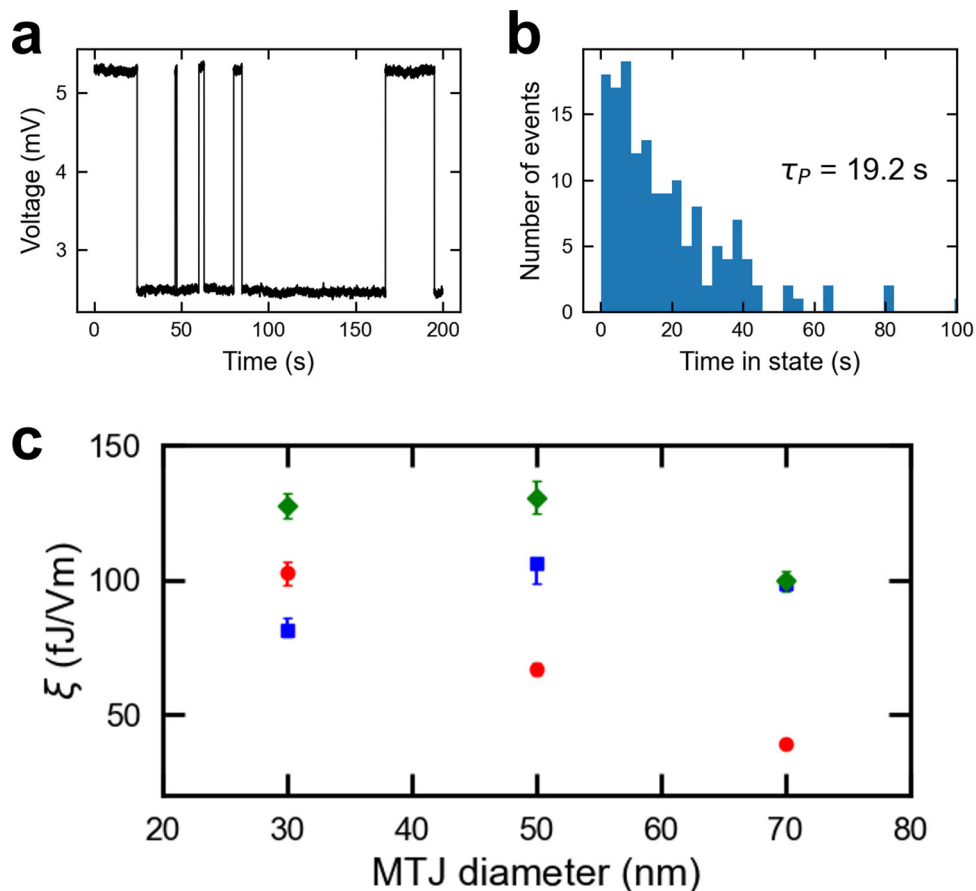 a
5
4
3
Voltage (mV)
0 50 100 150 200
Time (s)
b
15
10
5
0
Number of events
τP = 19.2 s
0 20 40 60 80 100
Time in state (s)
c
150
100
50
ξ (fJ/Vm)
20 30 40 50 60 70 80
MTJ diameter (nm)